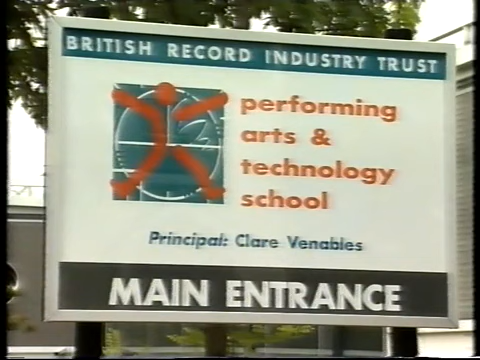 BRITISH RECORD INDUSTRY TRUST
performing
arts &
technology
school
Principal: Clare Venables
MAIN ENTRANCE